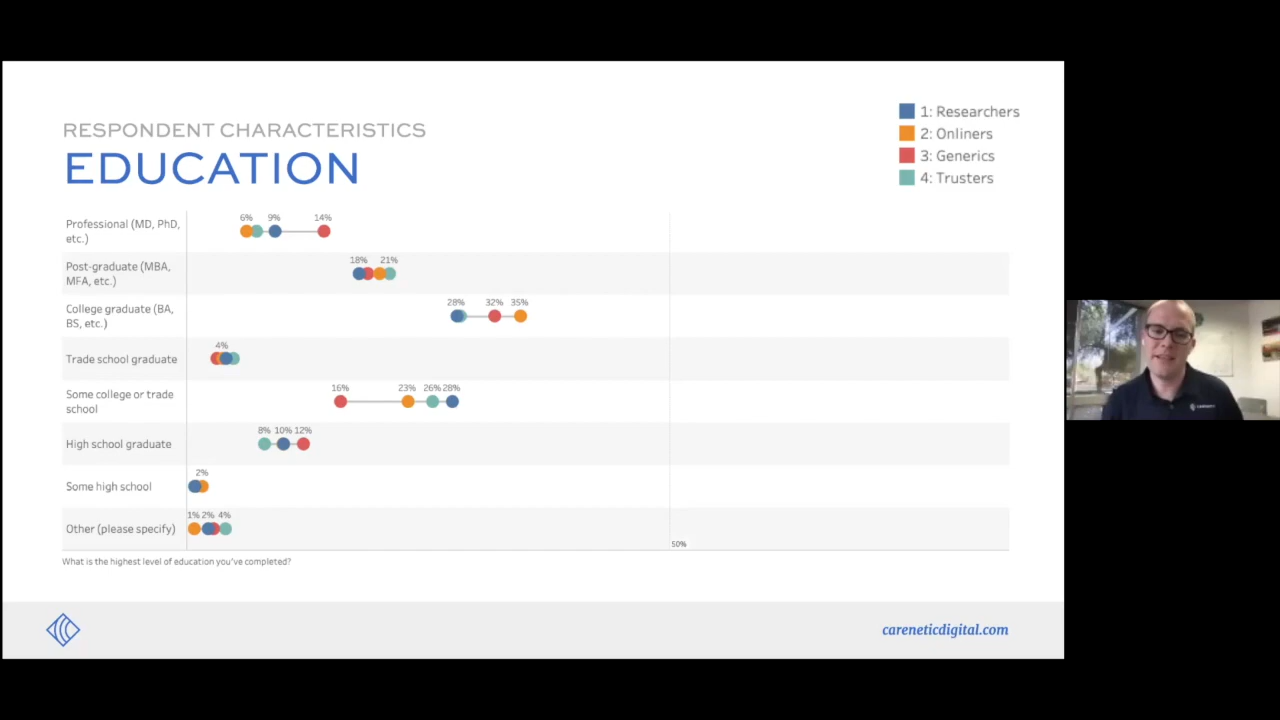 RESPONDENT CHARACTERISTICS
EDUCATION
1: Researchers
2: Onliners
3: Generics
4: Trusters
Professional (MD, PhD,
etc.)
6% 9% 14%
Post-graduate (MBA,
MFA, etc.)
18% 21%
College graduate (BA,
BS, etc.)
28% 32% 35%
Trade school graduate
4%
Some college or trade
school
16% 23% 26% 28%
High school graduate
8% 10% 12%
Some high school
2%
Other (please specify)
1% 2% 4%
50%
What is the highest level of education you've completed?
careneticdigital.com